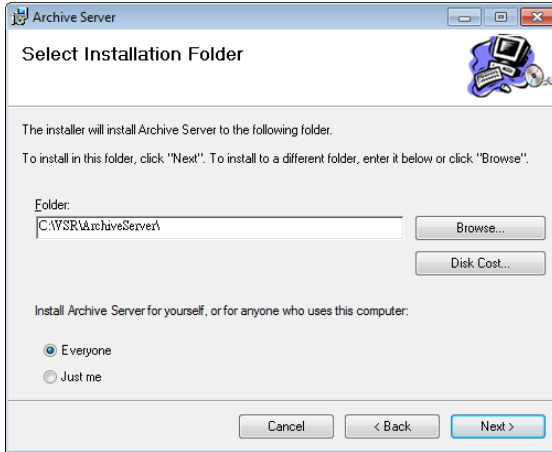 Archive Server
Select Installation Folder
The installer will install Archive Server to the following folder.
To install in this folder, click "Next". To install to a different folder, enter it below or click "Browse".
Folder:
C:\VSR\ArchiveServer\
Browse...
Disk Cost...
Install Archive Server for yourself, or for anyone who uses this computer:
Everyone
Just me
Cancel
< Back
Next >